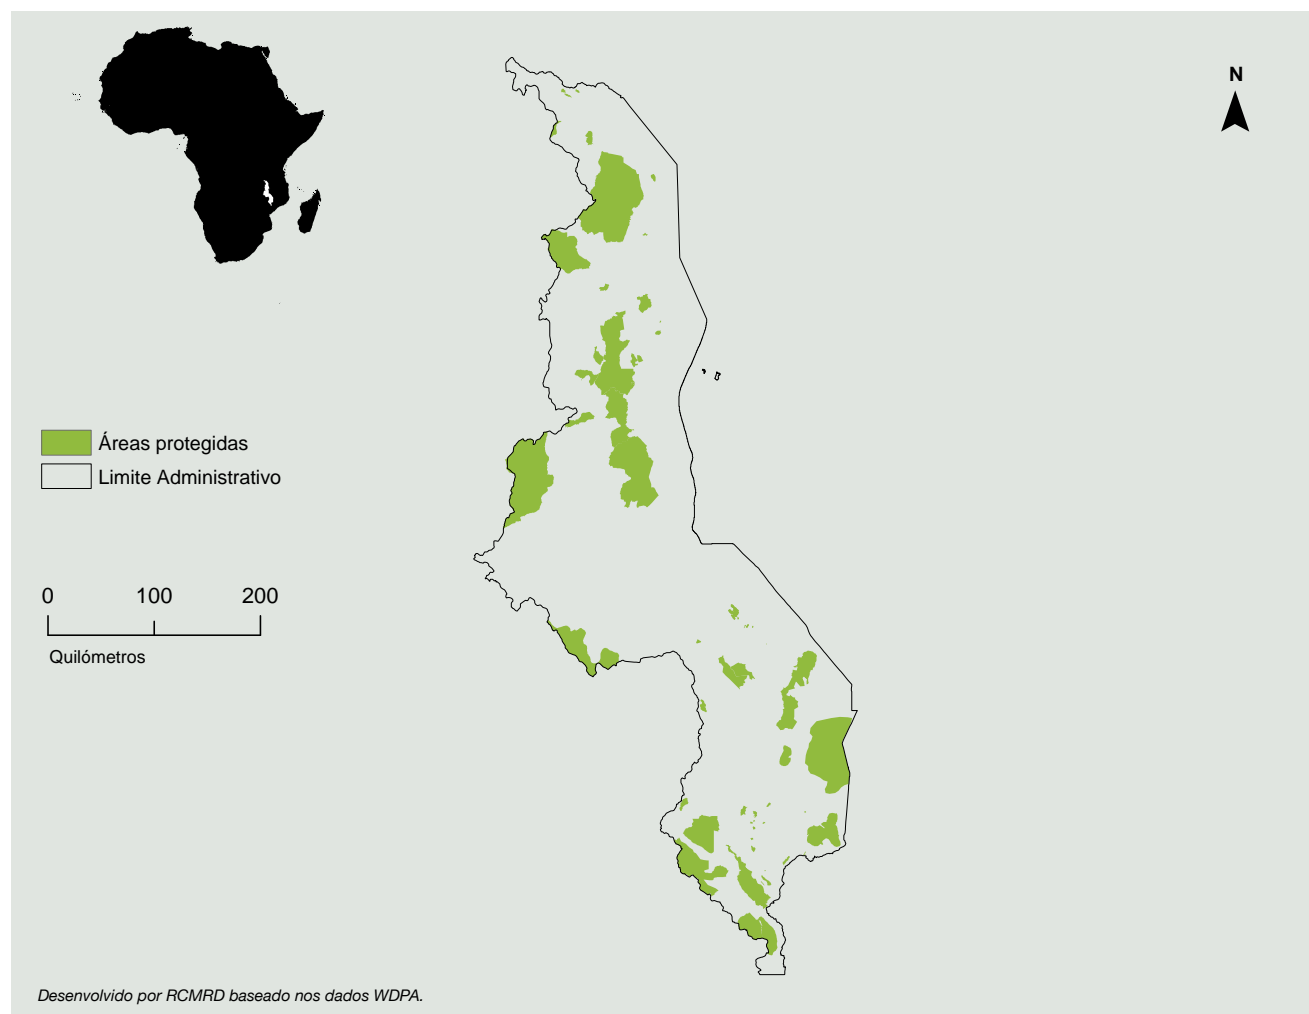 N
Áreas protegidas
Limite Administrativo
0 100 200
Quilómetros
Desenvolvido por RCMRD baseado nos dados WDPA.